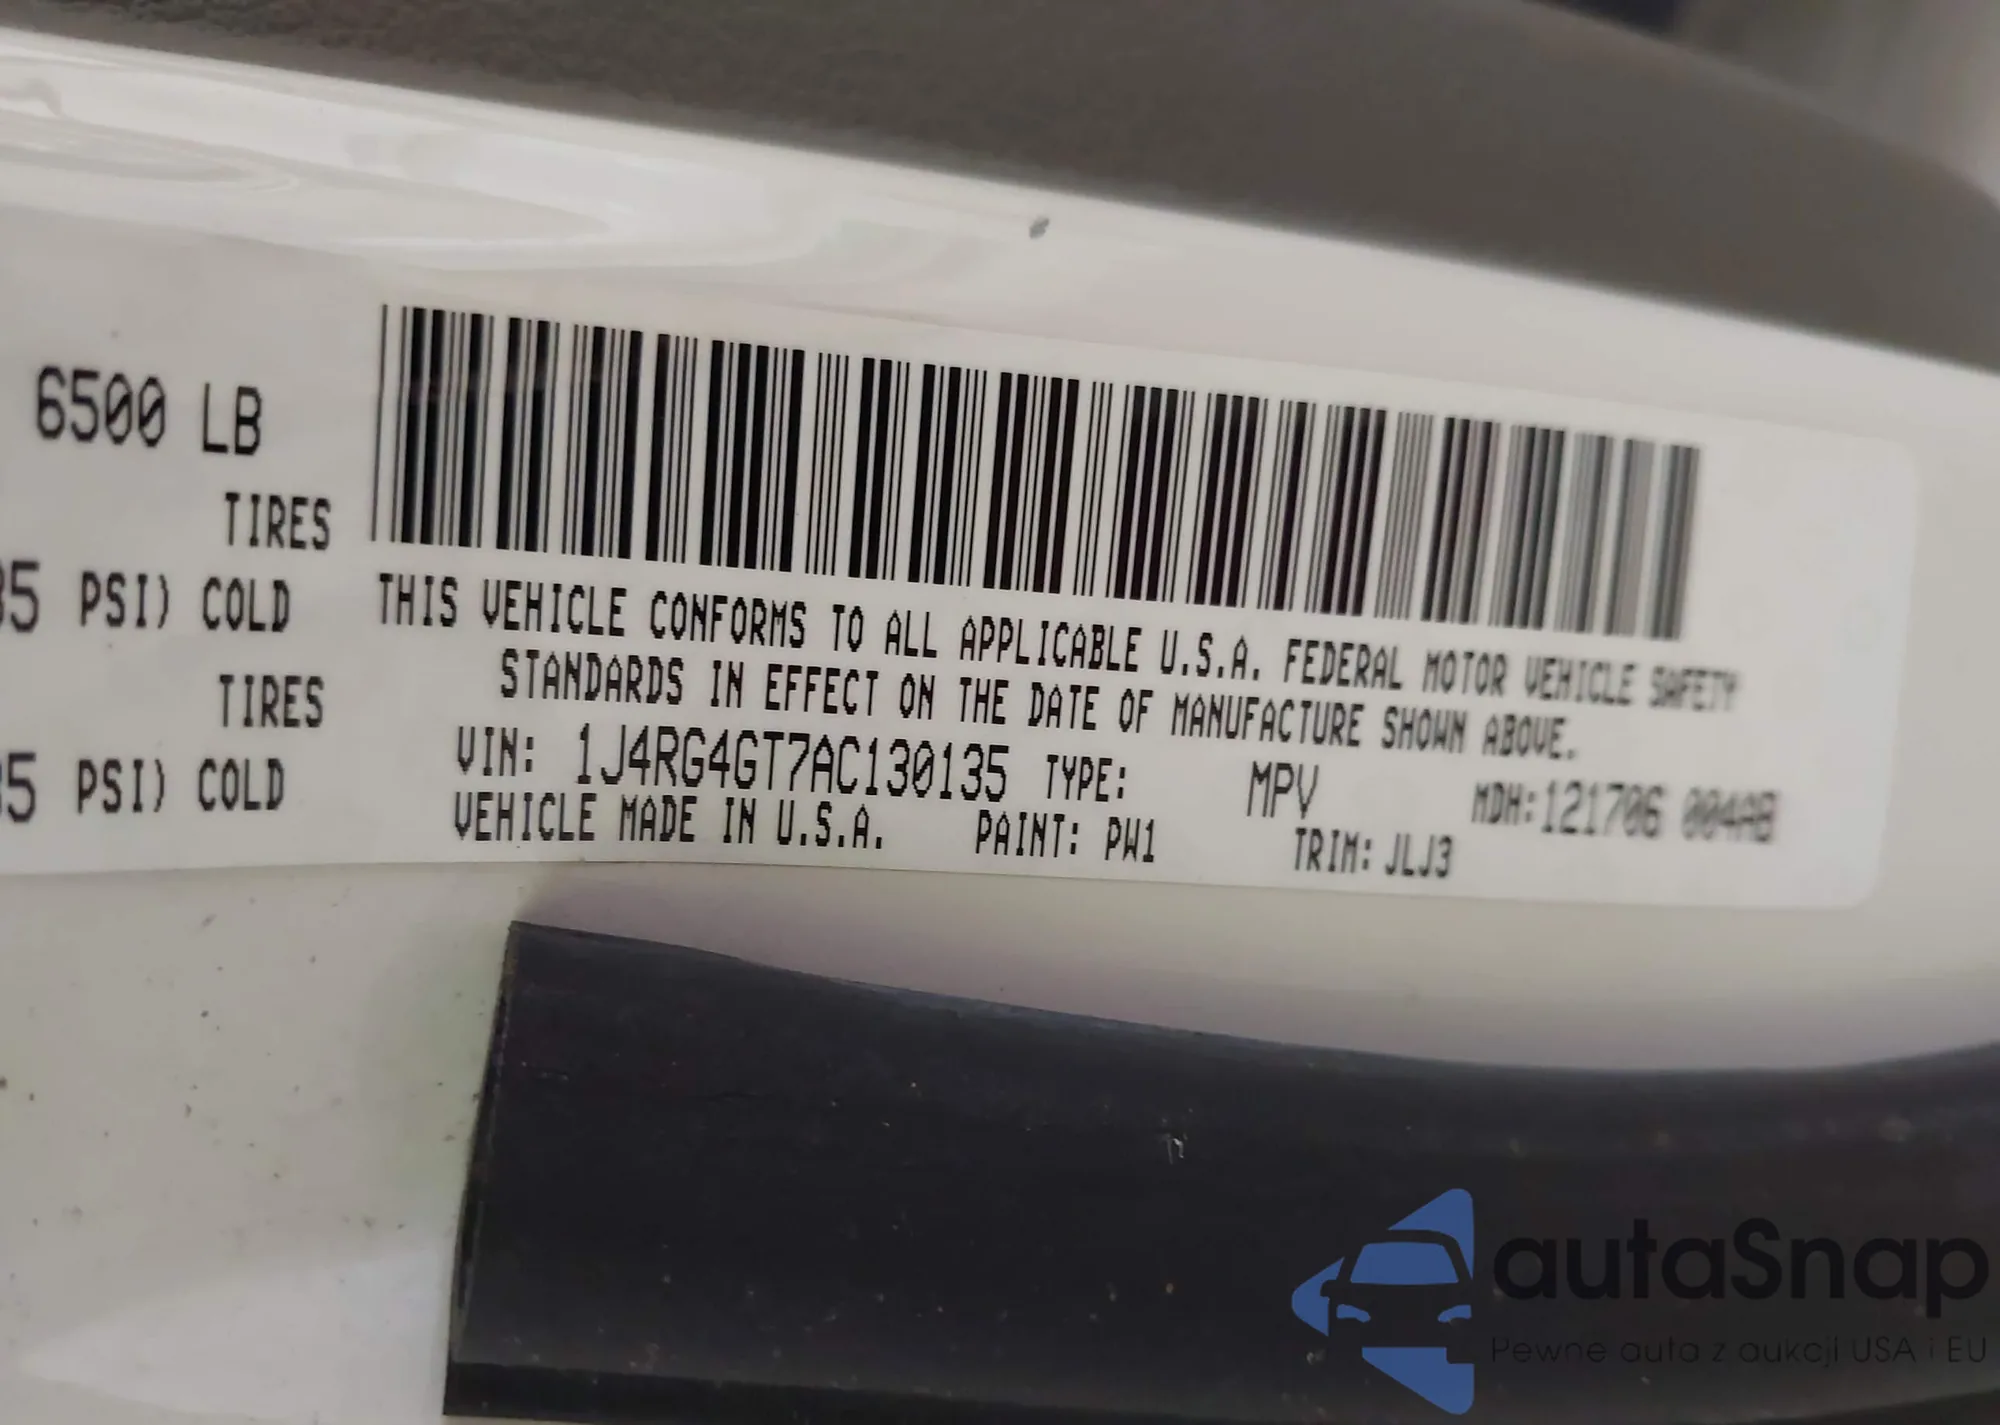 6500 LB
TIRES
35 PSI) COLD
TIRES
35 PSI) COLD
THIS VEHICLE CONFORMS TO ALL APPLICABLE U.S.A. FEDERAL MOTOR VEHICLE SAFETY
STANDARDS IN EFFECT ON THE DATE OF MANUFACTURE SHOWN ABOVE.
VIN: 1J4RG4GT7AC130135 TYPE: MPV MDH:121706 004AB
VEHICLE MADE IN U.S.A. PAINT: PW1 TRIM: JLJ3
autaSnap
Pewne auta z aukcji USA i EU